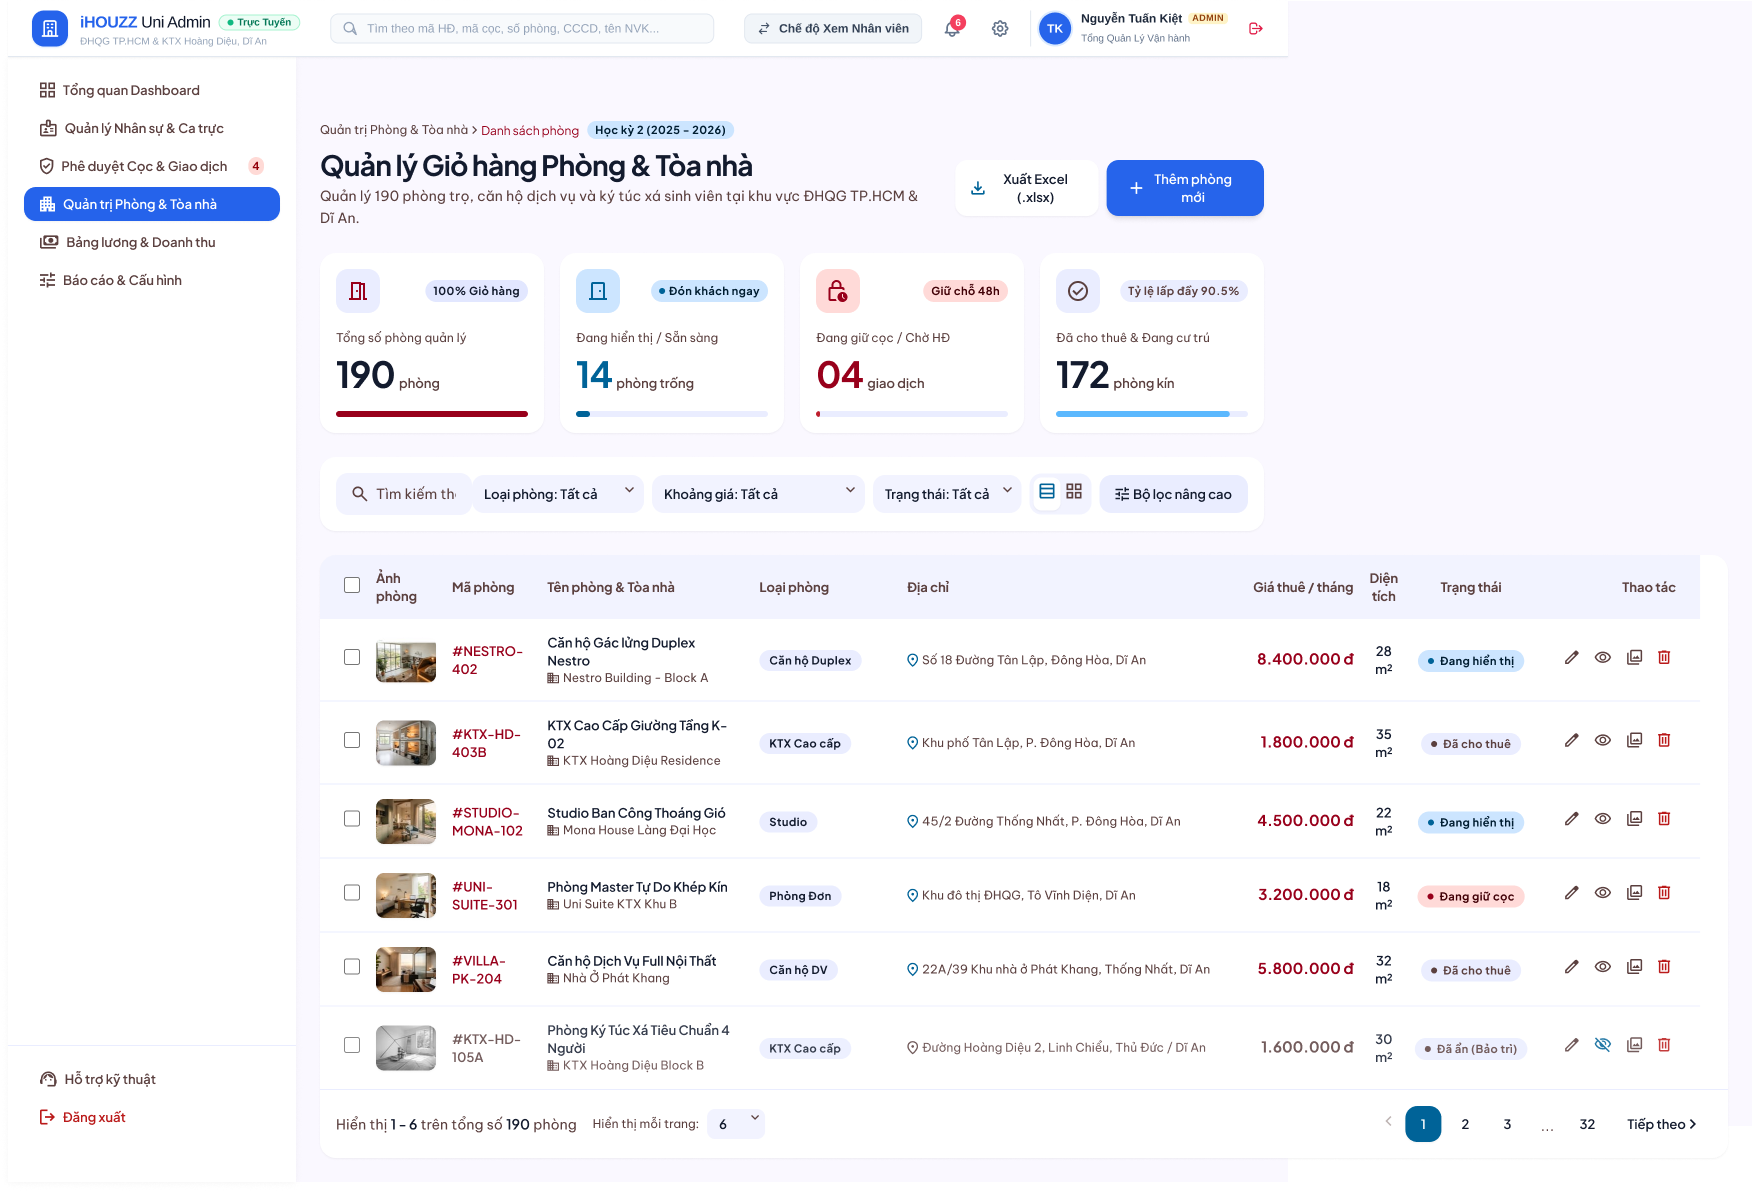 iHOUZZ Uni Admin
Trực Tuyến
ĐHQG TP.HCM & KTX Hoàng Diệu, Dĩ An
Tìm theo mã HĐ, mã cọc, số phòng, CCCD, tên NVK...
Chế độ Xem Nhân viên
6
TK
Nguyễn Tuấn Kiệt ADMIN
Tổng Quản Lý Vận hành
Tổng quan Dashboard
Quản lý Nhân sự & Ca trực
Phê duyệt Cọc & Giao dịch 4
Quản trị Phòng & Tòa nhà
Bảng lương & Doanh thu
Báo cáo & Cấu hình
Hỗ trợ kỹ thuật
Đăng xuất
Quản trị Phòng & Tòa nhà > Danh sách phòng
Học kỳ 2 (2025 - 2026)
Quản lý Giỏ hàng Phòng & Tòa nhà
Quản lý 190 phòng trọ, căn hộ dịch vụ và ký túc xá sinh viên tại khu vực ĐHQG TP.HCM &
Dĩ An.
Xuất Excel
(.xlsx)
Thêm phòng
mới
100% Giỏ hàng
Tổng số phòng quản lý
190 phòng
Đón khách ngay
Đang hiển thị / Sẵn sàng
14 phòng trống
Giữ chỗ 48h
Đang giữ cọc / Chờ HĐ
04 giao dịch
Tỷ lệ lấp đầy 90.5%
Đã cho thuê & Đang cư trú
172 phòng kín
Tìm kiếm the
Loại phòng: Tất cả
Khoảng giá: Tất cả
Trạng thái: Tất cả
Bộ lọc nâng cao
Ảnh
phòng
Mã phòng
Tên phòng & Tòa nhà
Loại phòng
Địa chỉ
Giá thuê / tháng
Diện
tích
Trạng thái
Thao tác
#NESTRO-
402
Căn hộ Gác lửng Duplex
Nestro
Nestro Building - Block A
Căn hộ Duplex
Số 18 Đường Tân Lập, Đông Hòa, Dĩ An
8.400.000 đ
28
m²
Đang hiển thị
#KTX-HD-
403B
KTX Cao Cấp Giường Tầng K-
02
KTX Hoàng Diệu Residence
KTX Cao cấp
Khu phố Tân Lập, P. Đông Hòa, Dĩ An
1.800.000 đ
35
m²
Đã cho thuê
#STUDIO-
MONA-102
Studio Ban Công Thoáng Gió
Mona House Làng Đại Học
Studio
45/2 Đường Thống Nhất, P. Đông Hòa, Dĩ An
4.500.000 đ
22
m²
Đang hiển thị
#UNI-
SUITE-301
Phòng Master Tự Do Khép Kín
Uni Suite KTX Khu B
Phòng Đơn
Khu đô thị ĐHQG, Tô Vĩnh Diện, Dĩ An
3.200.000 đ
18
m²
Đang giữ cọc
#VILLA-
PK-204
Căn hộ Dịch Vụ Full Nội Thất
Nhà Ở Phát Khang
Căn hộ DV
22A/39 Khu nhà ở Phát Khang, Thống Nhất, Dĩ An
5.800.000 đ
32
m²
Đã cho thuê
#KTX-HD-
105A
Phòng Ký Túc Xá Tiêu Chuẩn 4
Người
KTX Hoàng Diệu Block B
KTX Cao cấp
Đường Hoàng Diệu 2, Linh Chiểu, Thủ Đức / Dĩ An
1.600.000 đ
30
m²
Đã ẩn (Bảo trì)
Hiển thị 1 - 6 trên tổng số 190 phòng
Hiển thị mỗi trang: 6
1 2 3 ... 32 Tiếp theo